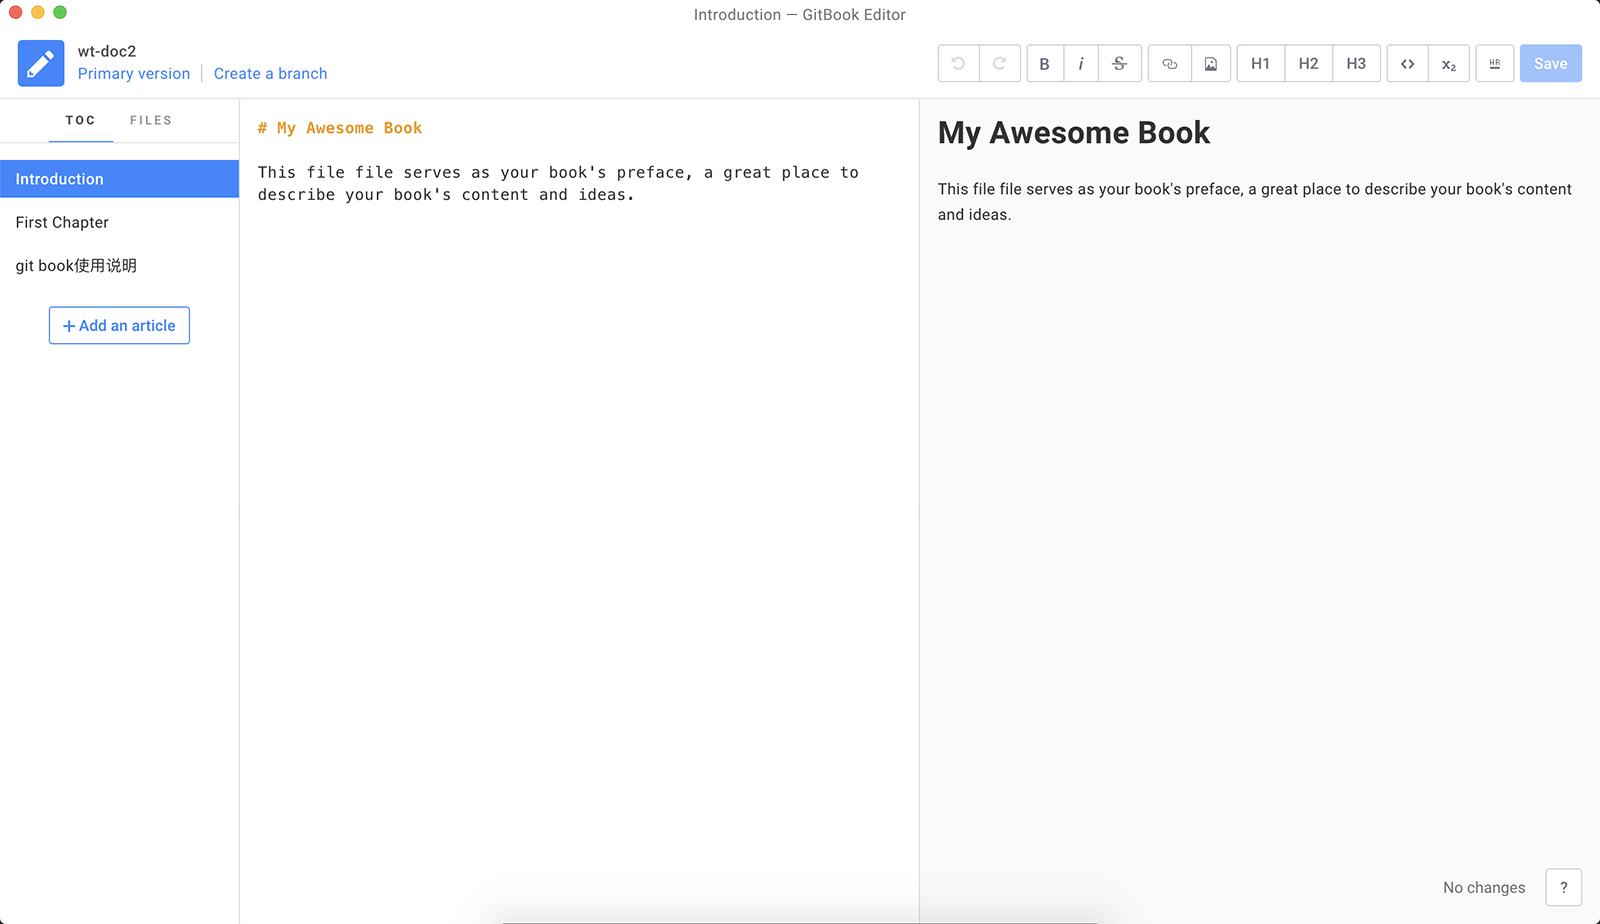 Introduction — GitBook Editor
wt-doc2
Primary version Create a branch
B i S H1 H2 H3 <> x₂ HR Save
TOC FILES
Introduction
First Chapter
git book使用说明
+ Add an article
# My Awesome Book
This file file serves as your book's preface, a great place to
describe your book's content and ideas.
My Awesome Book
This file file serves as your book's preface, a great place to describe your book's content
and ideas.
No changes ?